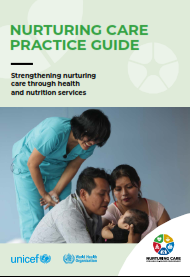 NURTURING CARE
PRACTICE GUIDE
Strengthening nurturing
care through health
and nutrition services
unicef
World Health
Organization
NURTURING CARE